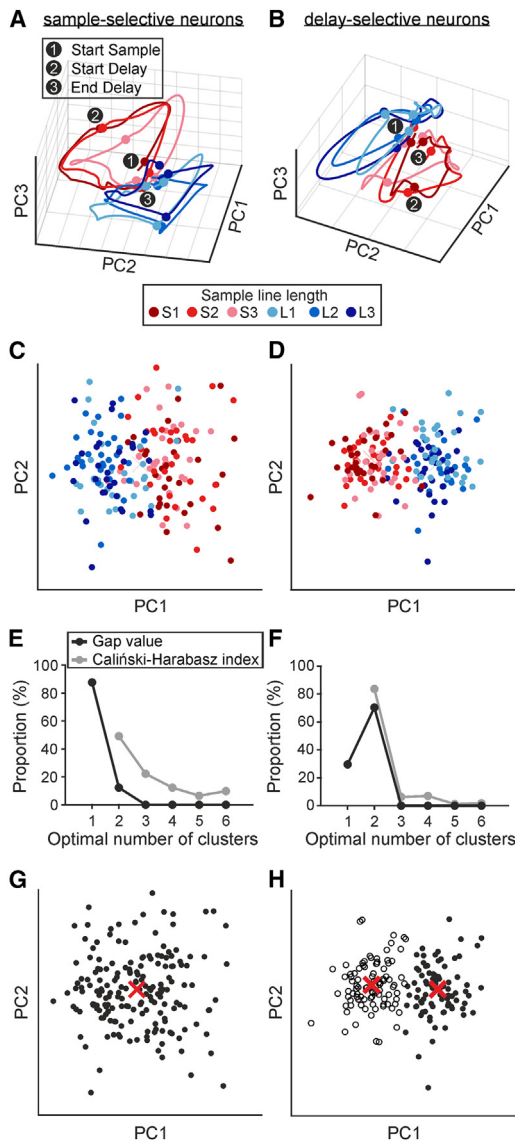 A sample-selective neurons
B delay-selective neurons
1 Start Sample
2 Start Delay
3 End Delay
2
1
3
PC3
PC2
PC1
1
3
2
PC3
PC2
PC1
Sample line length
S1 S2 S3 L1 L2 L3
C
PC2
PC1
D
PC2
PC1
E
Gap value
Caliński-Harabasz index
Proportion (%)
100
80
60
40
20
0
1 2 3 4 5 6
Optimal number of clusters
F
Proportion (%)
100
80
60
40
20
0
1 2 3 4 5 6
Optimal number of clusters
G
PC2
PC1
H
PC2
PC1